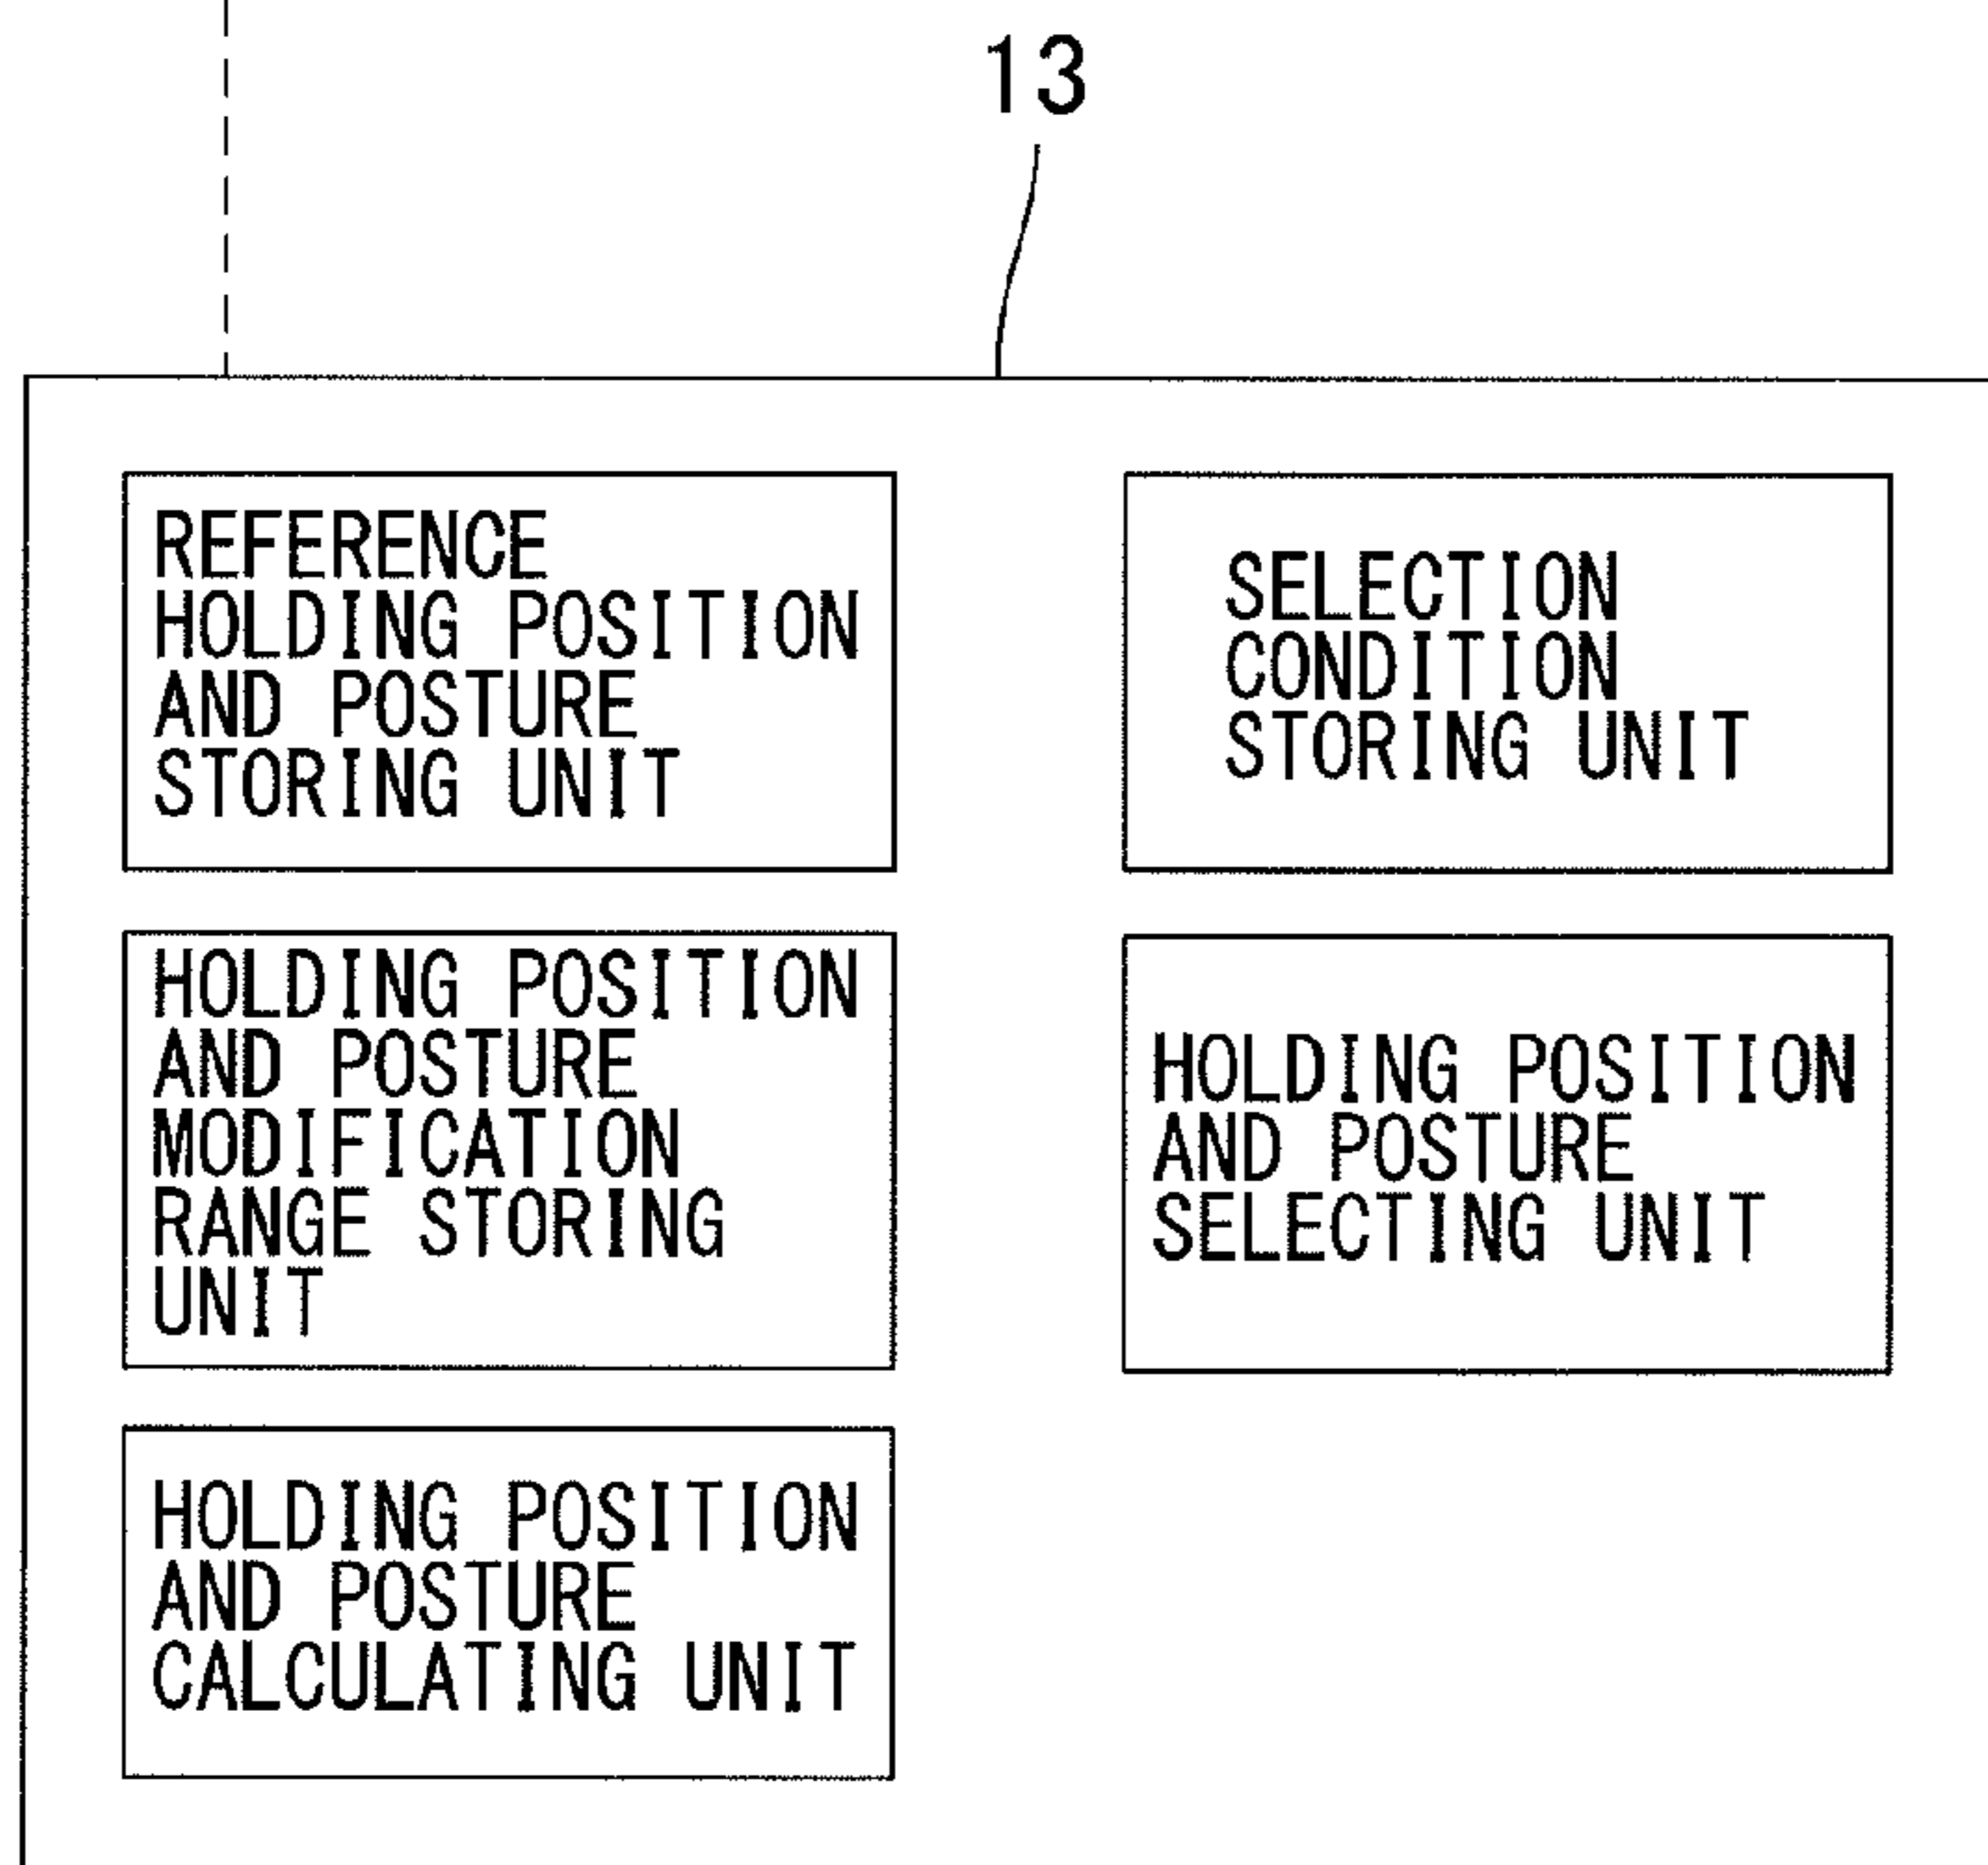 13
REFERENCE
HOLDING POSITION
AND POSTURE
STORING UNIT
HOLDING POSITION
AND POSTURE
MODIFICATION
RANGE STORING
UNIT
HOLDING POSITION
AND POSTURE
CALCULATING UNIT
SELECTION
CONDITION
STORING UNIT
HOLDING POSITION
AND POSTURE
SELECTING UNIT